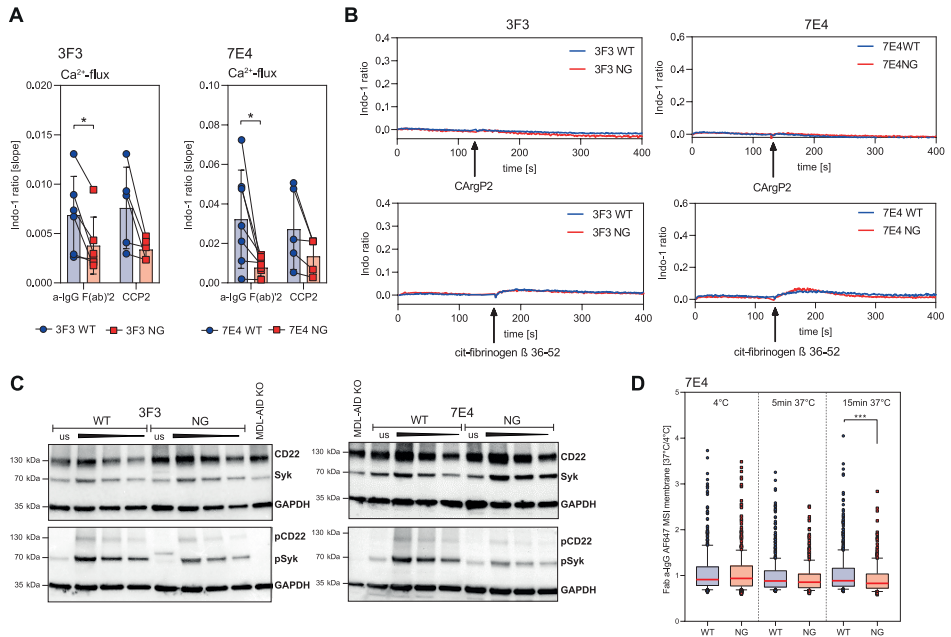 A
3F3
Ca²⁺-flux
Indo-1 ratio [slope]
0.020
0.015
0.010
0.005
0.000
*
a-IgG F(ab)'2
CCP2
3F3 WT
3F3 NG
7E4
Ca²⁺-flux
Indo-1 ratio [slope]
0.10
0.08
0.06
0.04
0.02
0.00
*
a-IgG F(ab)'2
CCP2
7E4 WT
7E4 NG
B
3F3
Indo-1 ratio
0.4
0.3
0.2
0.1
0.0
0
100
200
300
400
time [s]
3F3 WT
3F3 NG
CArgP2
7E4
Indo-1 ratio
0.6
0.4
0.2
0.0
0
100
200
300
400
time [s]
7E4WT
7E4NG
CArgP2
Indo ratio
0.4
0.3
0.2
0.1
0.0
0
100
200
300
400
time [s]
3F3 WT
3F3 NG
cit-fibrinogen ß 36-52
Indo-1 ratio
0.6
0.4
0.2
0.0
0
100
200
300
400
time [s]
7E4 WT
7E4 NG
cit-fibrinogen ß 36-52
C
3F3
WT
NG
us
us
MDL-AID KO
130 kDa
70 kDa
35 kDa
CD22
Syk
GAPDH
130 kDa
70 kDa
35 kDa
pCD22
pSyk
GAPDH
7E4
MDL-AID KO
WT
NG
us
us
130 kDa
70 kDa
35 kDa
CD22
Syk
GAPDH
130 kDa
70 kDa
35 kDa
pCD22
pSyk
GAPDH
D
7E4
Fab a-IgG AF647 MSI membrane [37°C/4°C]
5
4
3
2
1
0
4°C
5min 37°C
15min 37°C
***
WT
NG
WT
NG
WT
NG